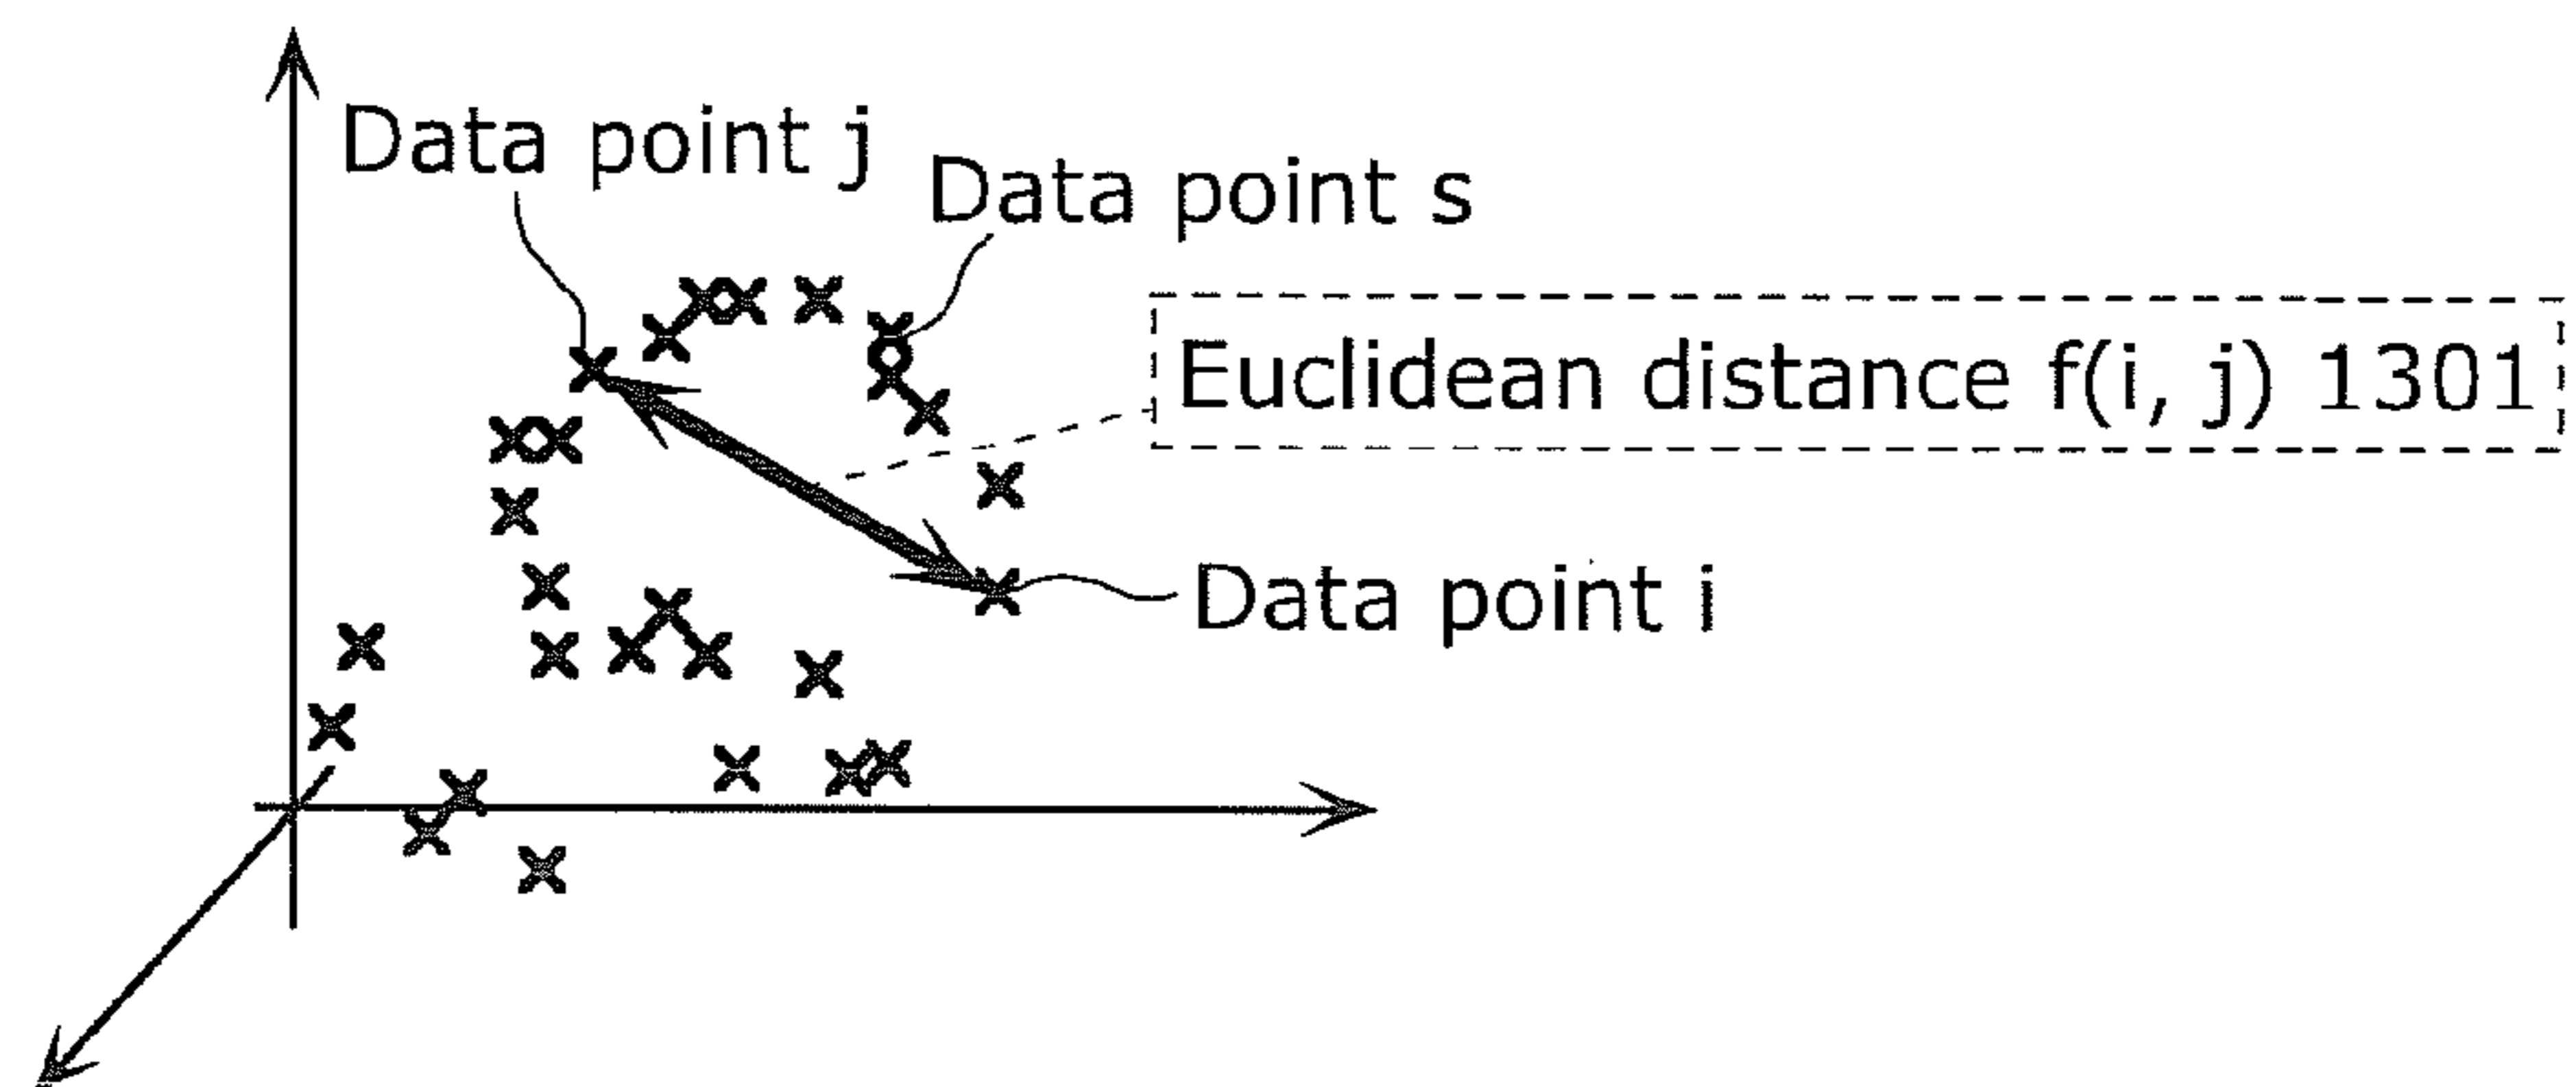 Data point j
Data point s
Euclidean distance f(i, j) 1301
Data point i